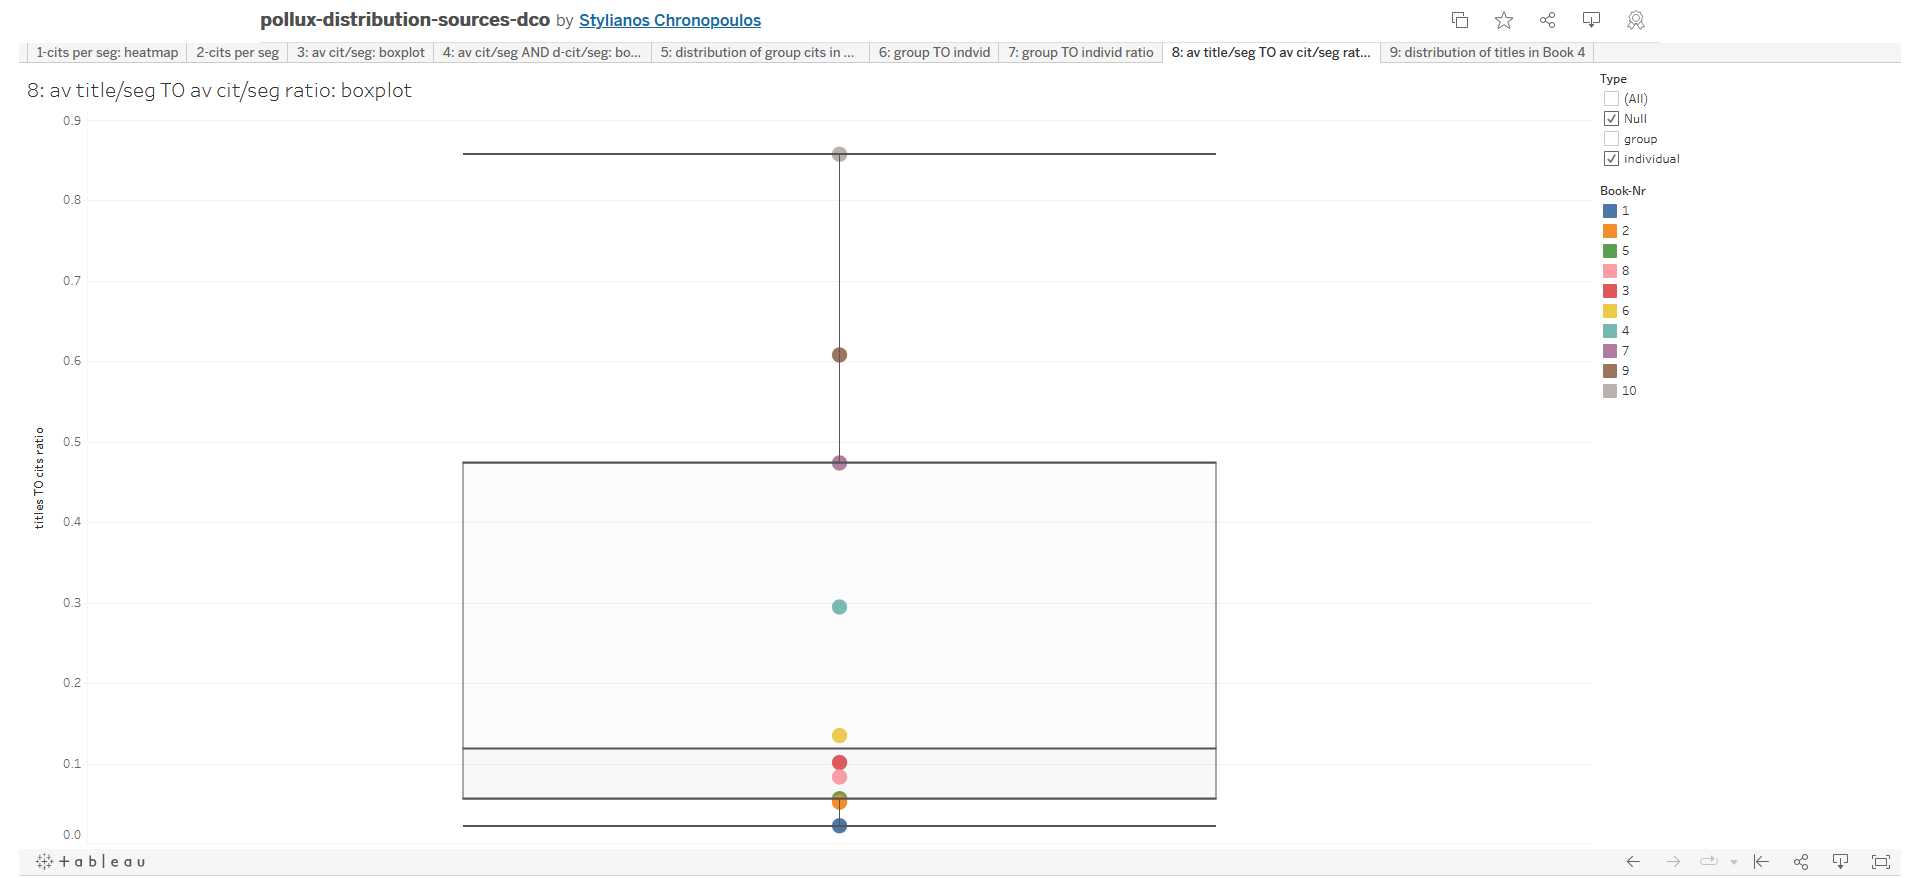 pollux-distribution-sources-dco by Stylianos Chronopoulos
1-cits per seg: heatmap 2-cits per seg 3: av cit/seg: boxplot 4: av cit/seg AND d-cit/seg: bo... 5: distribution of group cits in ... 6: group TO indvid 7: group TO individ ratio 8: av title/seg TO av cit/seg rat... 9: distribution of titles in Book 4
8: av title/seg TO av cit/seg ratio: boxplot
titles TO cits ratio
0.9
0.8
0.7
0.6
0.5
0.4
0.3
0.2
0.1
0.0
Type
(All)
Null
group
individual
Book-Nr
1
2
5
8
3
6
4
7
9
10
+ableau